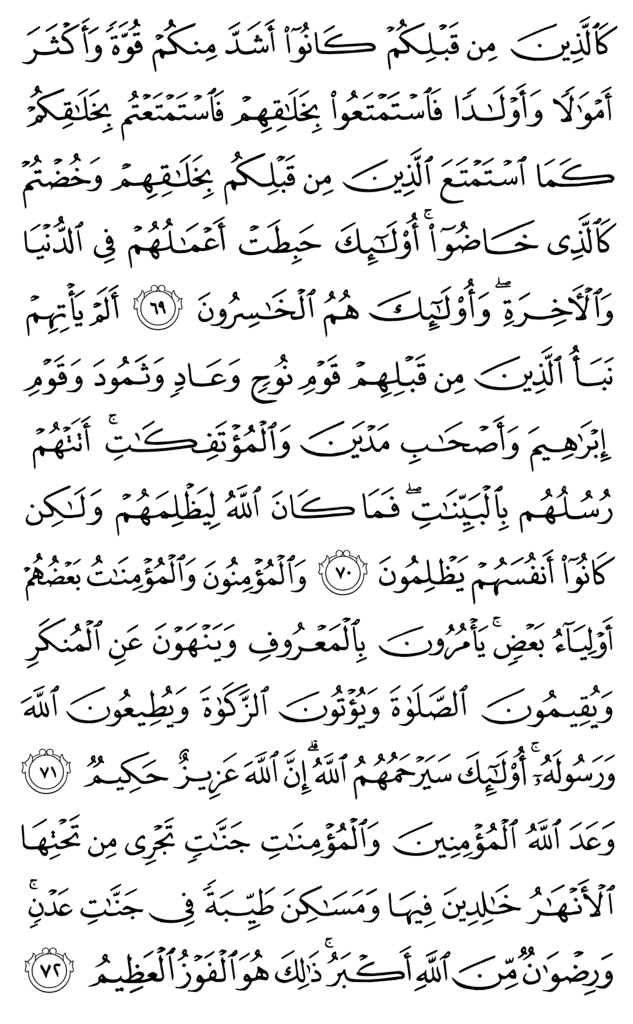 كَٱلَّذِينَ مِن قَبْلِكُمْ كَانُوٓا۟ أَشَدَّ مِنكُمْ قُوَّةً وَأَكْثَرَ
أَمْوَٰلًا وَأَوْلَـٰدًا فَٱسْتَمْتَعُوا۟ بِخَلَـٰقِهِمْ فَٱسْتَمْتَعْتُم بِخَلَـٰقِكُمْ
كَمَا ٱسْتَمْتَعَ ٱلَّذِينَ مِن قَبْلِكُم بِخَلَـٰقِهِمْ وَخُضْتُمْ
كَٱلَّذِى خَاضُوٓا۟ ۚ أُو۟لَـٰٓئِكَ حَبِطَتْ أَعْمَـٰلُهُمْ فِى ٱلدُّنْيَا
وَٱلْـَٔاخِرَةِ ۖ وَأُو۟لَـٰٓئِكَ هُمُ ٱلْخَـٰسِرُونَ ٦٩ أَلَمْ يَأْتِهِمْ
نَبَأُ ٱلَّذِينَ مِن قَبْلِهِمْ قَوْمِ نُوحٍ وَعَادٍ وَثَمُودَ وَقَوْمِ
إِبْرَٰهِيمَ وَأَصْحَـٰبِ مَدْيَنَ وَٱلْمُؤْتَفِكَـٰتِ ۚ أَتَتْهُمْ
رُسُلُهُم بِٱلْبَيِّنَـٰتِ ۖ فَمَا كَانَ ٱللَّهُ لِيَظْلِمَهُمْ وَلَـٰكِن
كَانُوٓا۟ أَنفُسَهُمْ يَظْلِمُونَ ٧٠ وَٱلْمُؤْمِنُونَ وَٱلْمُؤْمِنَـٰتُ بَعْضُهُمْ
أَوْلِيَآءُ بَعْضٍ ۚ يَأْمُرُونَ بِٱلْمَعْرُوفِ وَيَنْهَوْنَ عَنِ ٱلْمُنكَرِ
وَيُقِيمُونَ ٱلصَّلَوٰةَ وَيُؤْتُونَ ٱلزَّكَوٰةَ وَيُطِيعُونَ ٱللَّهَ
وَرَسُولَهُۥٓ ۚ أُو۟لَـٰٓئِكَ سَيَرْحَمُهُمُ ٱللَّهُ ۗ إِنَّ ٱللَّهَ عَزِيزٌ حَكِيمٌ ٧١
وَعَدَ ٱللَّهُ ٱلْمُؤْمِنِينَ وَٱلْمُؤْمِنَـٰتِ جَنَّـٰتٍ تَجْرِى مِن تَحْتِهَا
ٱلْأَنْهَـٰرُ خَـٰلِدِينَ فِيهَا وَمَسَـٰكِنَ طَيِّبَةً فِى جَنَّـٰتِ عَدْنٍ ۚ
وَرِضْوَٰنٌ مِّنَ ٱللَّهِ أَكْبَرُ ۚ ذَٰلِكَ هُوَ ٱلْفَوْزُ ٱلْعَظِيمُ ٧٢